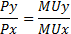 Py/Px = MUy/MUx